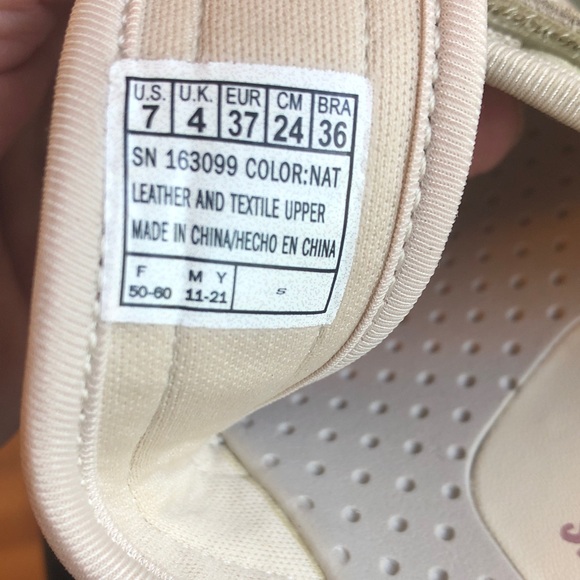 U.S. U.K. EUR CM BRA
7 4 37 24 36
SN 163099 COLOR:NAT
LEATHER AND TEXTILE UPPER
MADE IN CHINA/HECHO EN CHINA
F M Y
50-60 11-21 S